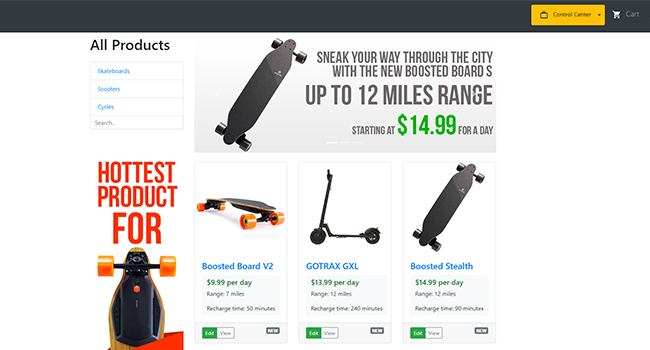 Control Center
Cart
All Products
Skateboards
Scooters
Cycles
Search..
SNEAK YOUR WAY THROUGH THE CITY
WITH THE NEW BOOSTED BOARD S
UP TO 12 MILES RANGE
STARTING AT $14.99 FOR A DAY
HOTTEST
PRODUCT
FOR
Boosted Board V2
$9.99 per day
Range: 7 miles
Recharge time: 50 minutes
Edit View NEW
GOTRAX GXL
$13.99 per day
Range: 12 miles
Recharge time: 240 minutes
Edit View NEW
Boosted Stealth
$14.99 per day
Range: 12 miles
Recharge time: 90 minutes
Edit View NEW